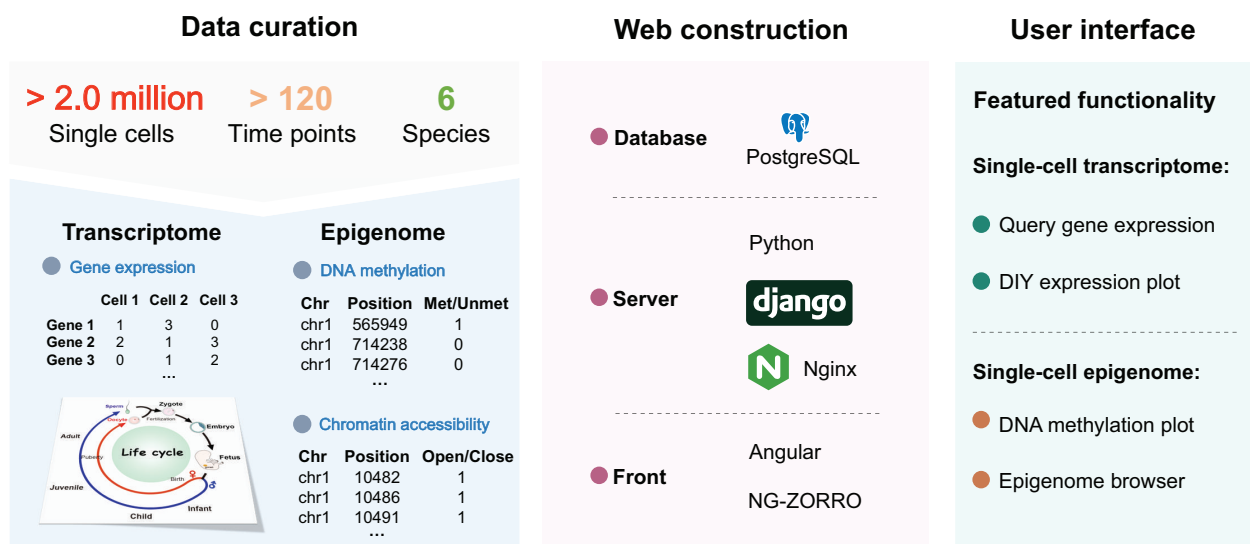 Data curation
> 2.0 million
Single cells
> 120
Time points
6
Species
Transcriptome
Gene expression
Cell 1 Cell 2 Cell 3
Gene 1 1 3 0
Gene 2 2 1 3
Gene 3 0 1 2
...
Life cycle
Sperm
Oocyte
Fertilization
Zygote
Embryo
Fetus
Birth
Infant
Child
Juvenile
Puberty
Adult
Epigenome
DNA methylation
Chr Position Met/Unmet
chr1 565949 1
chr1 714238 0
chr1 714276 0
...
Chromatin accessibility
Chr Position Open/Close
chr1 10482 1
chr1 10486 1
chr1 10491 1
...
Web construction
Database
PostgreSQL
Server
Python
django
N
Nginx
Front
Angular
NG-ZORRO
User interface
Featured functionality
Single-cell transcriptome:
Query gene expression
DIY expression plot
Single-cell epigenome:
DNA methylation plot
Epigenome browser